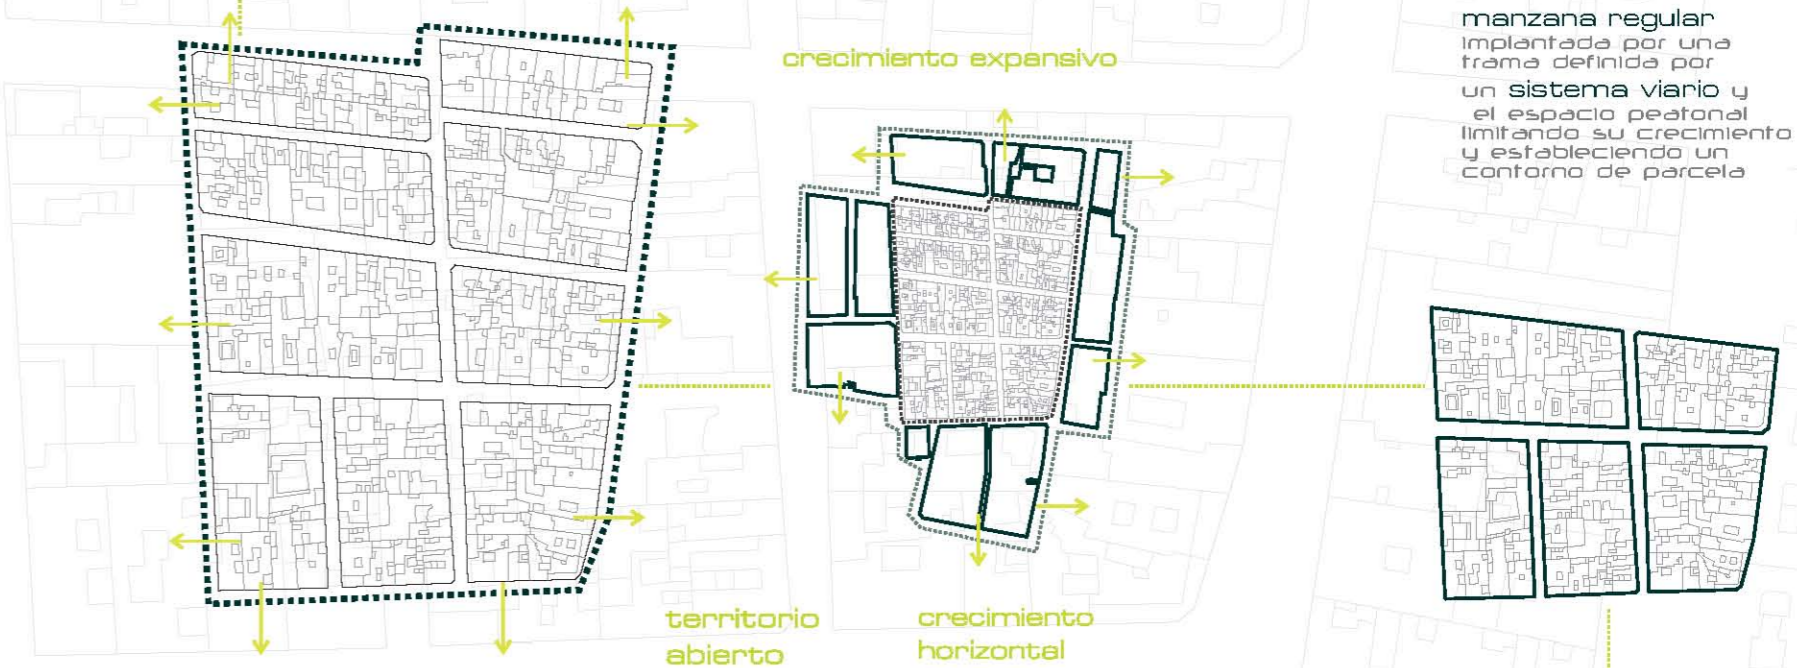 crecimiento expansivo
manzana regular
implantada por una
trama definida por
un sistema viario y
el espacio peatonal
limitando su crecimiento
y estableciendo un
contorno de parcela
territorio
abierto
crecimiento
horizontal